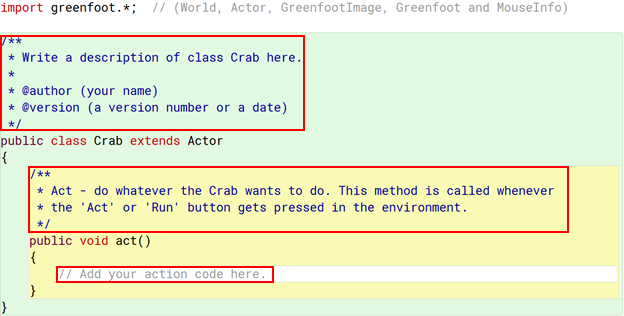 import greenfoot.*;  // (World, Actor, GreenfootImage, Greenfoot and MouseInfo)
/**
 * Write a description of class Crab here.
 *
 * @author (your name)
 * @version (a version number or a date)
 */
public class Crab extends Actor
{
    /**
     * Act - do whatever the Crab wants to do. This method is called whenever
     * the 'Act' or 'Run' button gets pressed in the environment.
     */
    public void act()
    {
        // Add your action code here.
    }
}